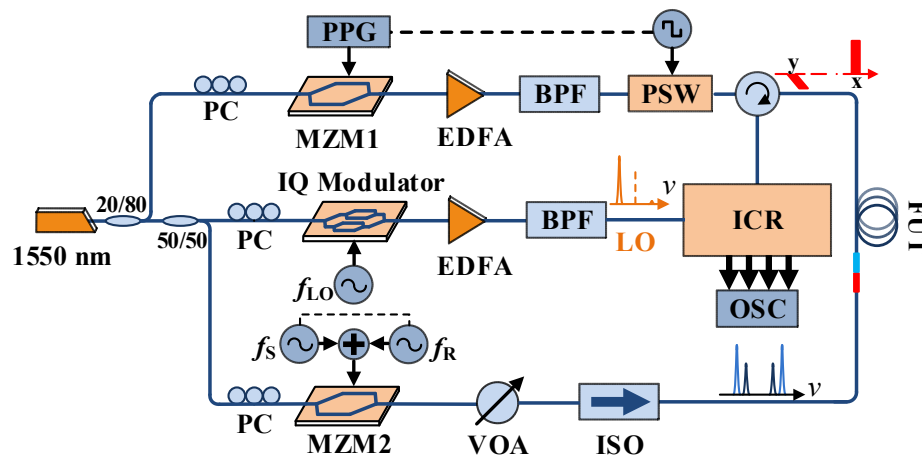 PPG
y
x
PC
MZM1
EDFA
BPF
PSW
20/80
50/50
1550 nm
IQ Modulator
PC
fLO
EDFA
BPF
ν
LO
ICR
OSC
FUT
fS
fR
PC
MZM2
VOA
ISO
ν